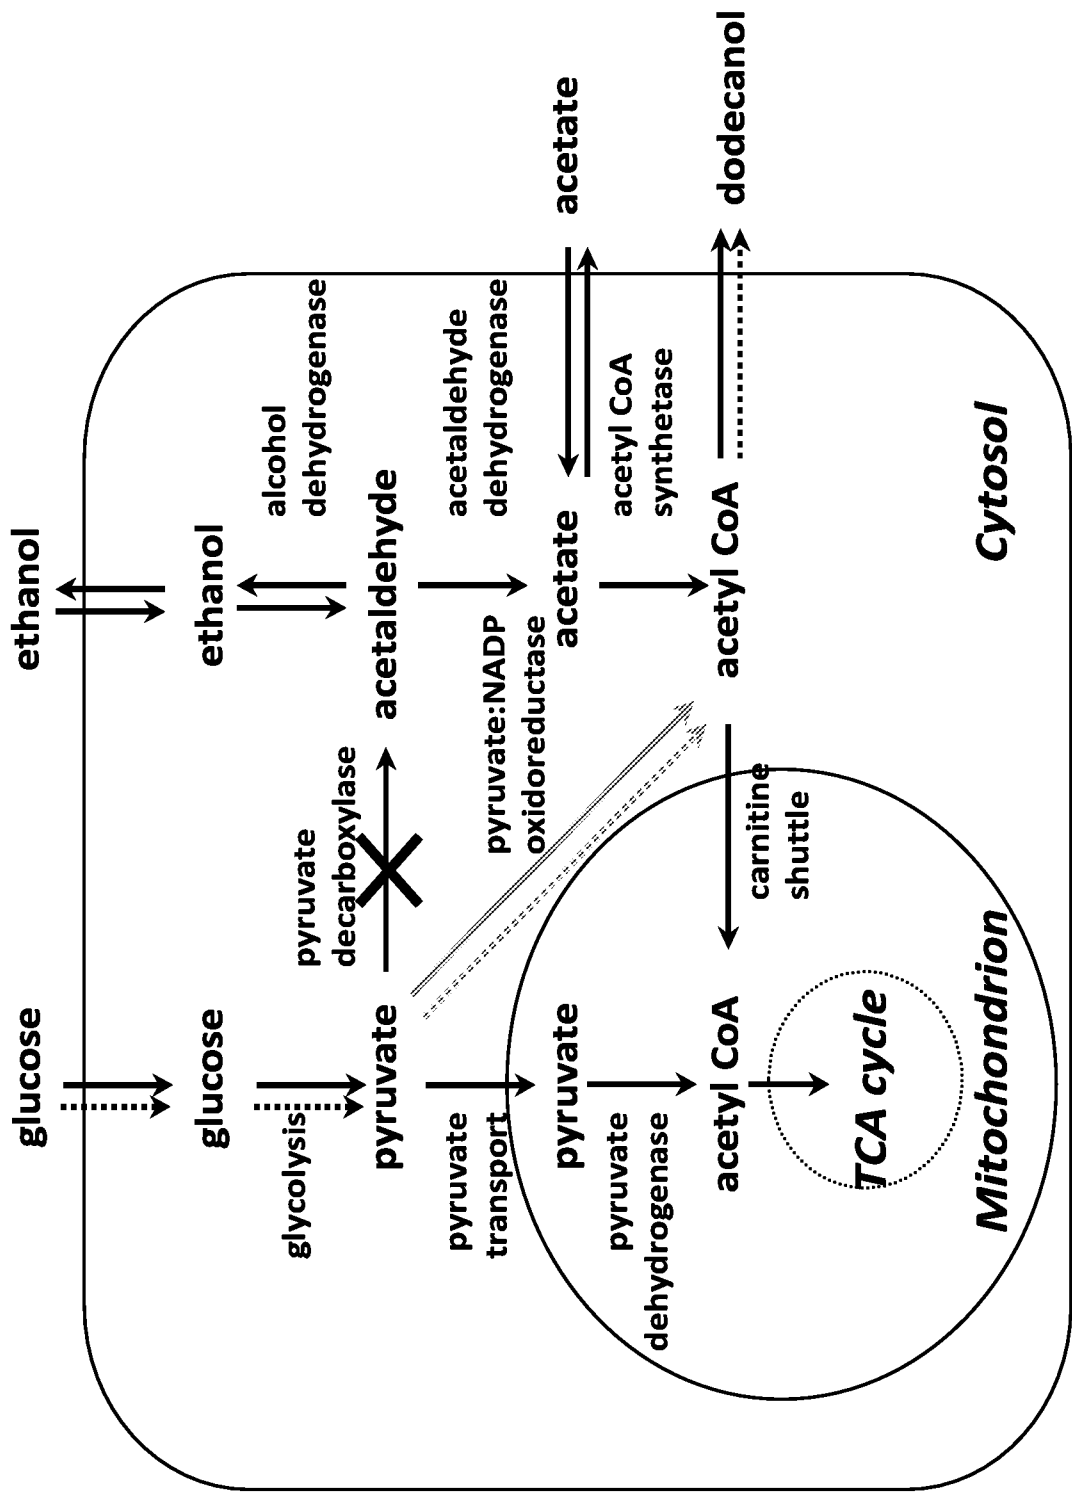 glucose
glucose
glycolysis
pyruvate
pyruvate
transport
pyruvate
pyruvate
dehydrogenase
acetyl CoA
TCA cycle
Mitochondrion
pyruvate
decarboxylase
pyruvate:NADP
oxidoreductase
carnitine
shuttle
ethanol
ethanol
alcohol
dehydrogenase
acetaldehyde
acetaldehyde
dehydrogenase
acetate
acetate
acetyl CoA
synthetase
acetyl CoA
dodecanol
Cytosol